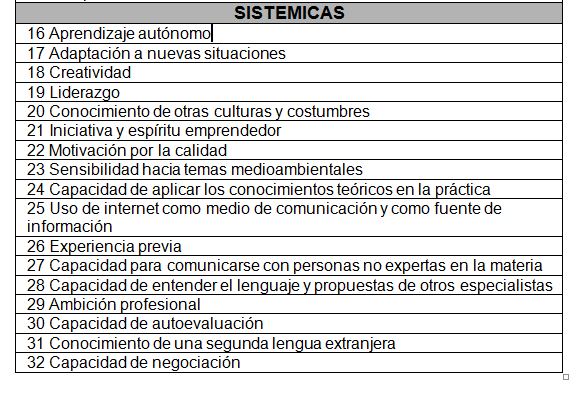 SISTEMICAS
16 Aprendizaje autónomo
17 Adaptación a nuevas situaciones
18 Creatividad
19 Liderazgo
20 Conocimiento de otras culturas y costumbres
21 Iniciativa y espíritu emprendedor
22 Motivación por la calidad
23 Sensibilidad hacia temas medioambientales
24 Capacidad de aplicar los conocimientos teóricos en la práctica
25 Uso de internet como medio de comunicación y como fuente de
información
26 Experiencia previa
27 Capacidad para comunicarse con personas no expertas en la materia
28 Capacidad de entender el lenguaje y propuestas de otros especialistas
29 Ambición profesional
30 Capacidad de autoevaluación
31 Conocimiento de una segunda lengua extranjera
32 Capacidad de negociación